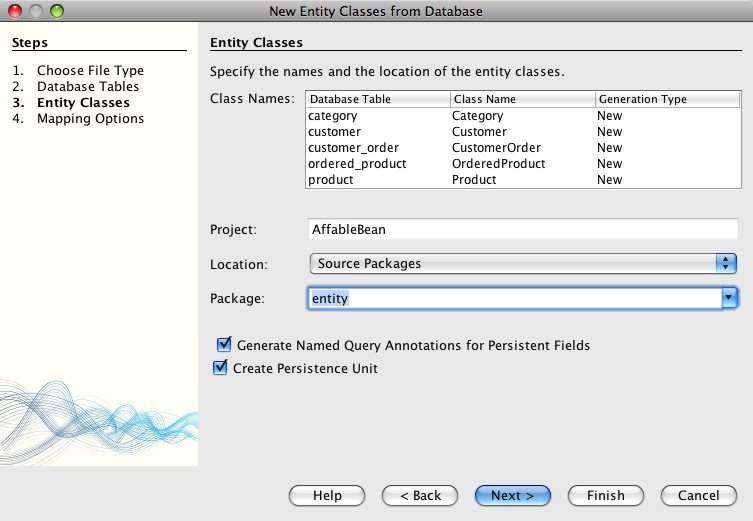 New Entity Classes from Database
Steps
1. Choose File Type
2. Database Tables
3. Entity Classes
4. Mapping Options
Entity Classes
Specify the names and the location of the entity classes.
Class Names:
Database Table Class Name Generation Type
category Category New
customer Customer New
customer_order CustomerOrder New
ordered_product OrderedProduct New
product Product New
Project: AffableBean
Location: Source Packages
Package: entity
Generate Named Query Annotations for Persistent Fields
Create Persistence Unit
Help < Back Next > Finish Cancel